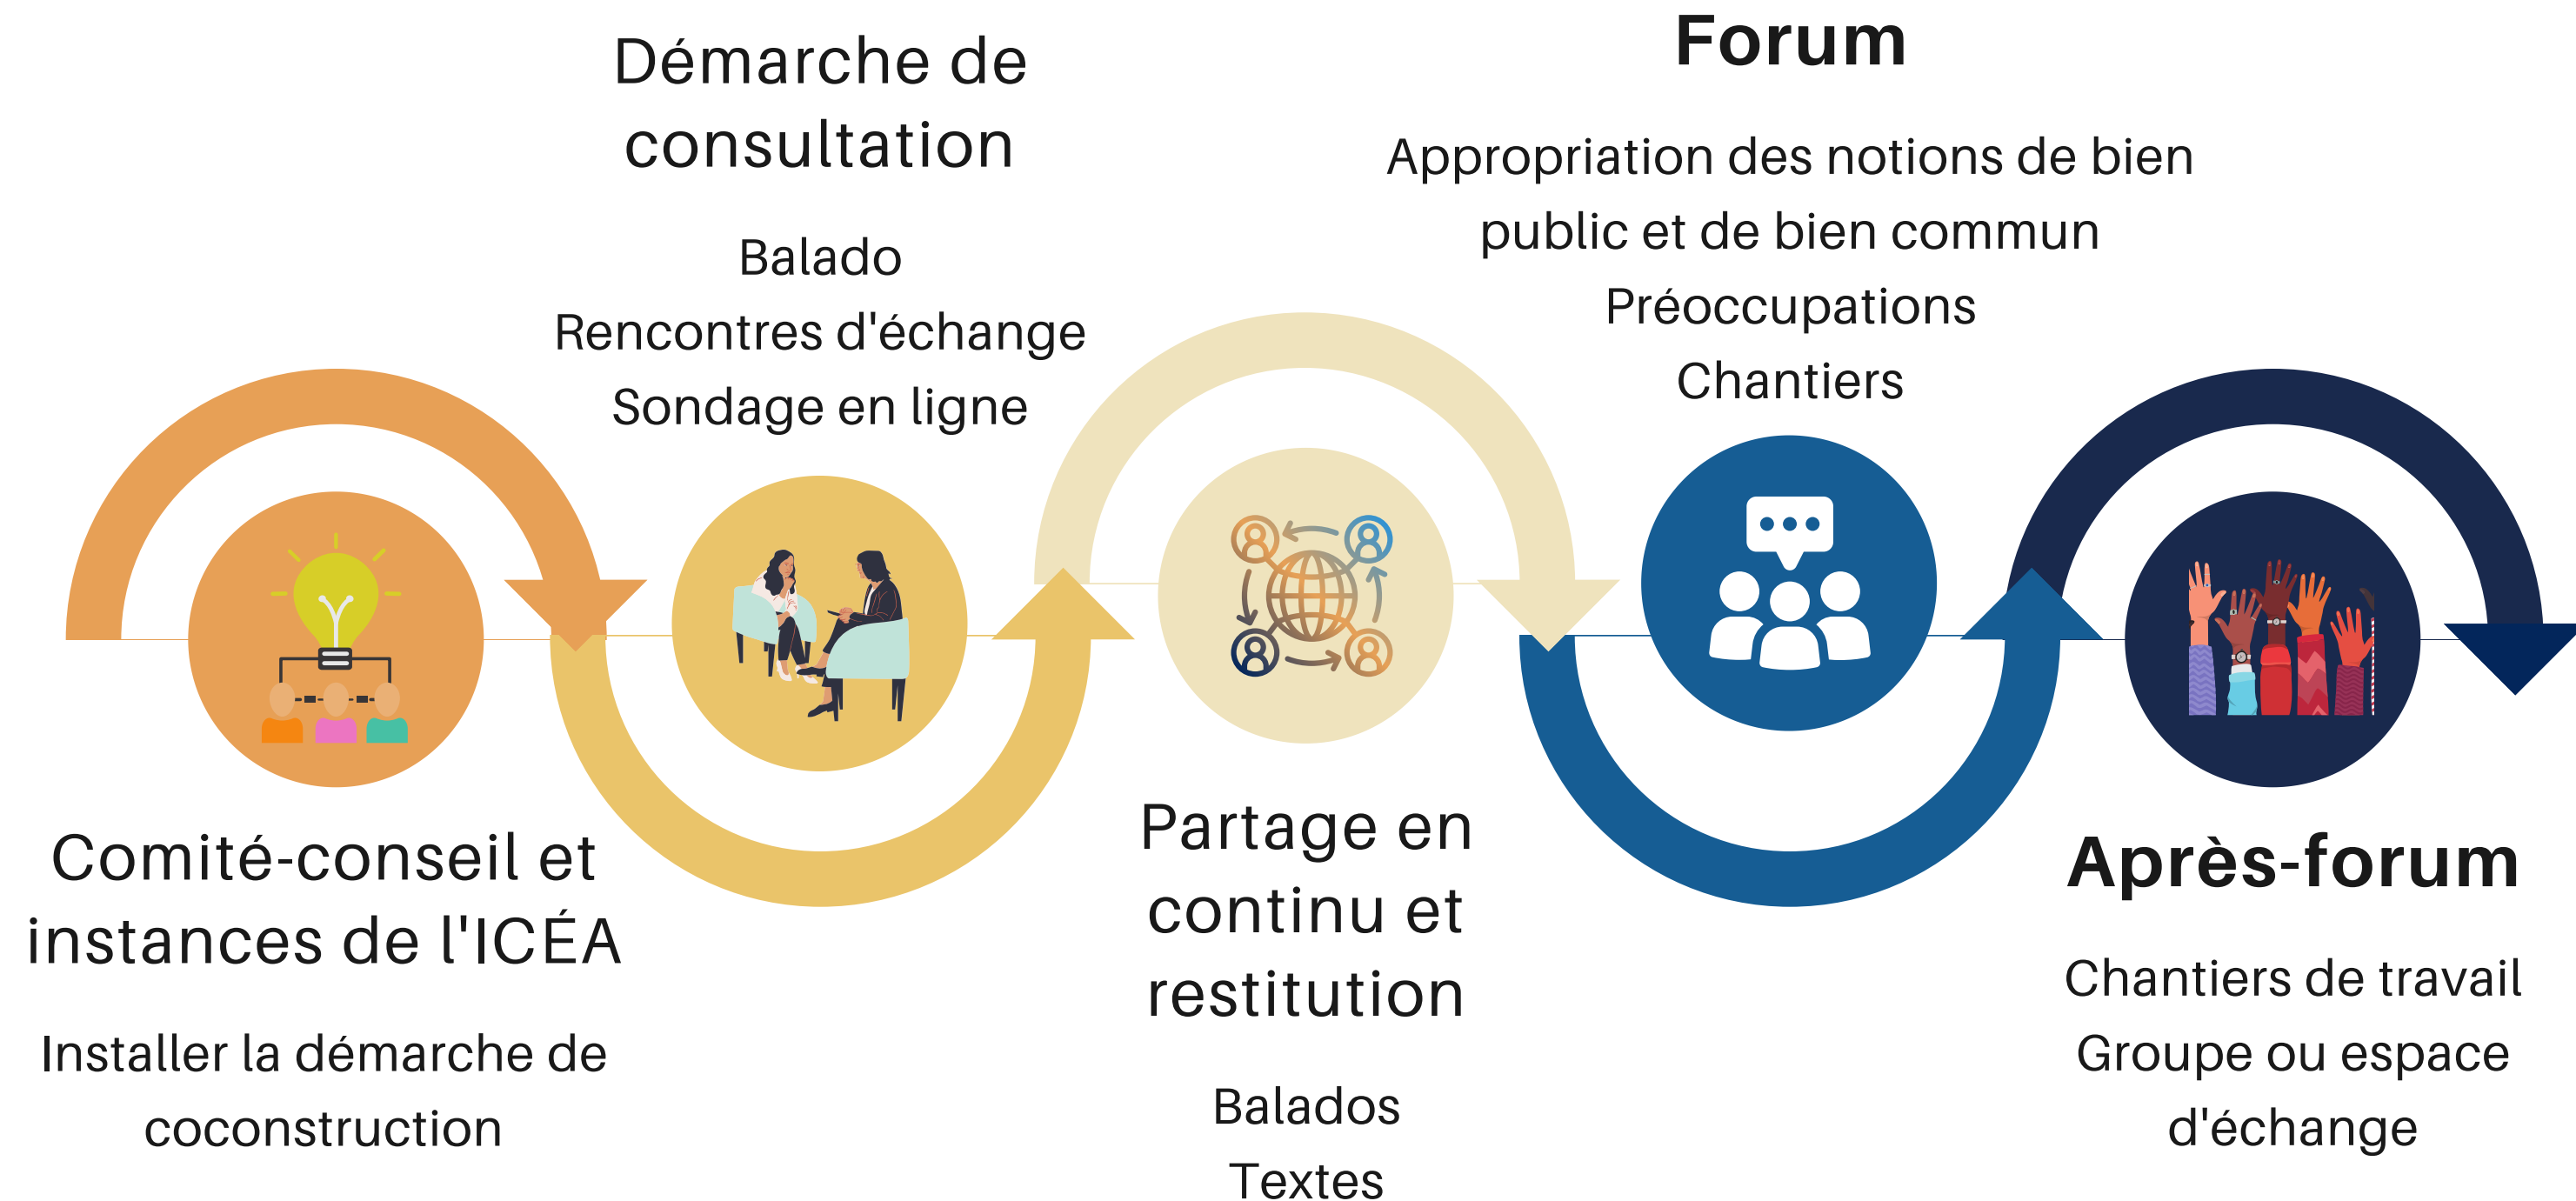 Comité-conseil et
instances de l'ICÉA
Installer la démarche de
coconstruction
Démarche de
consultation
Balado
Rencontres d'échange
Sondage en ligne
Partage en
continu et
restitution
Balados
Textes
Forum
Appropriation des notions de bien
public et de bien commun
Préoccupations
Chantiers
Après-forum
Chantiers de travail
Groupe ou espace
d'échange